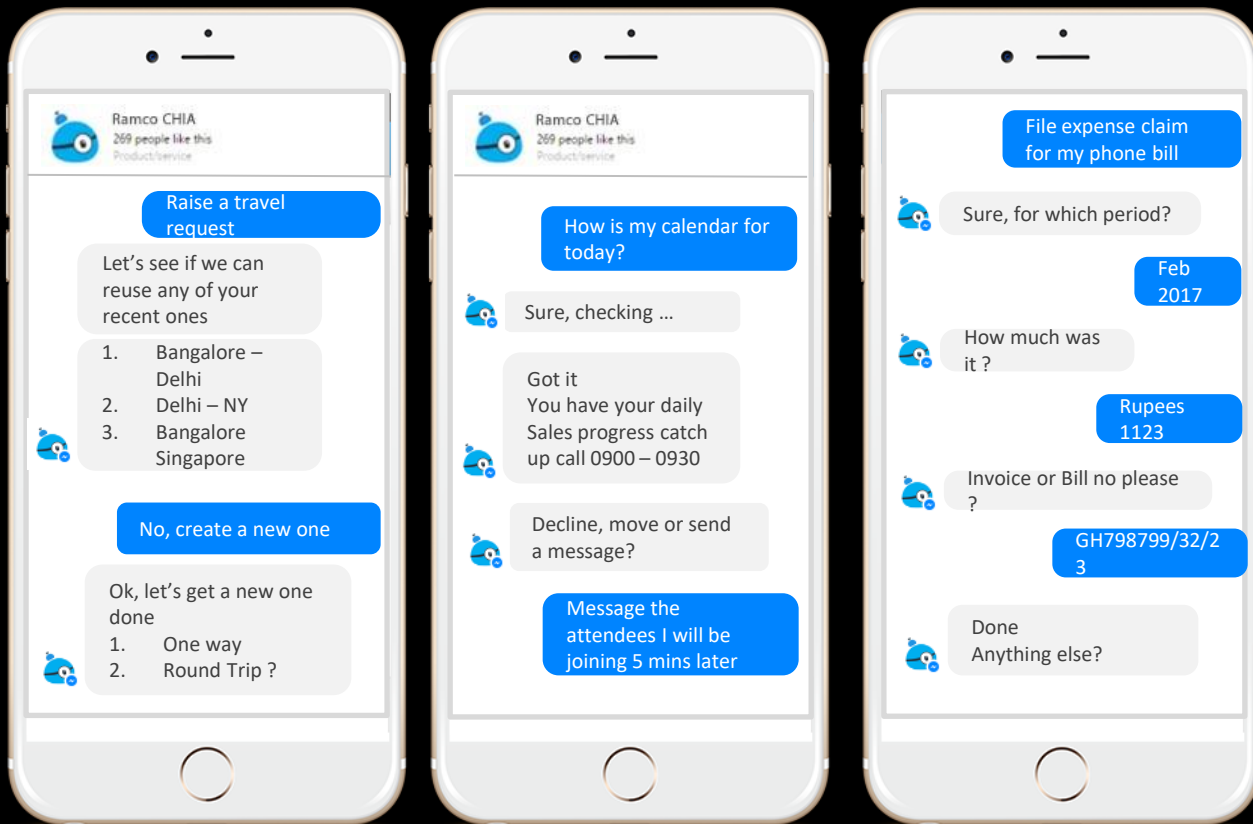 Ramco CHIA
269 people like this
Product/service
Raise a travel
request
Let’s see if we can
reuse any of your
recent ones
1. Bangalore –
Delhi
2. Delhi – NY
3. Bangalore
Singapore
No, create a new one
Ok, let’s get a new one
done
1. One way
2. Round Trip ?
Ramco CHIA
269 people like this
Product/service
How is my calendar for
today?
Sure, checking …
Got it
You have your daily
Sales progress catch
up call 0900 – 0930
Decline, move or send
a message?
Message the
attendees I will be
joining 5 mins later
File expense claim
for my phone bill
Sure, for which period?
Feb
2017
How much was
it ?
Rupees
1123
Invoice or Bill no please
?
GH798799/32/2
3
Done
Anything else?